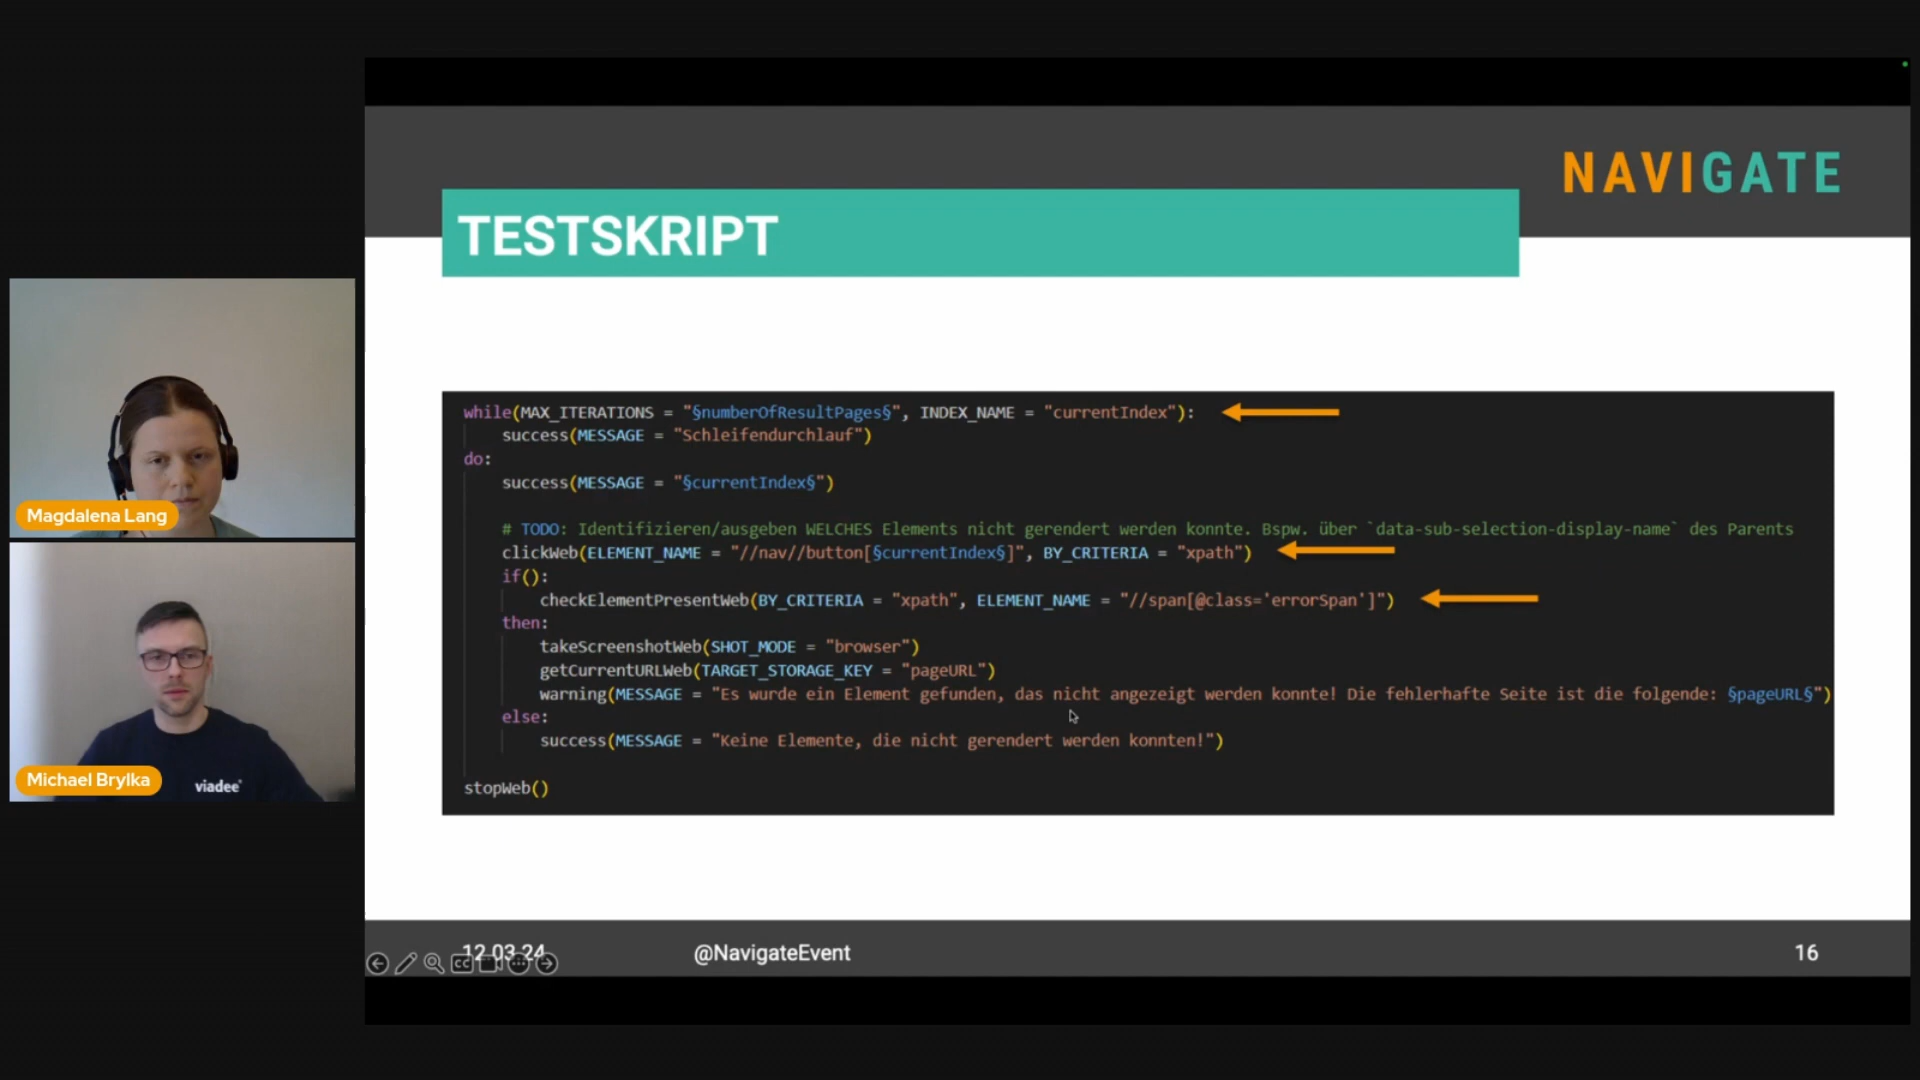 NAVIGATE
TESTSKRIPT
while(MAX_ITERATIONS = "§numberOfResultPages§", INDEX_NAME = "currentIndex"):
success(MESSAGE = "Schleifendurchlauf")
do:
success(MESSAGE = "§currentIndex§")
# TODO: Identifizieren/ausgeben WELCHES Elements nicht gerendert werden konnte. Bspw. über `data-sub-selection-display-name` des Parents
clickWeb(ELEMENT_NAME = "//nav//button[§currentIndex§]", BY_CRITERIA = "xpath")
if():
checkElementPresentWeb(BY_CRITERIA = "xpath", ELEMENT_NAME = "//span[@class='errorSpan']")
then:
takeScreenshotWeb(SHOT_MODE = "browser")
getCurrentURLWeb(TARGET_STORAGE_KEY = "pageURL")
warning(MESSAGE = "Es wurde ein Element gefunden, das nicht angezeigt werden konnte! Die fehlerhafte Seite ist die folgende: §pageURL§")
else:
success(MESSAGE = "Keine Elemente, die nicht gerendert werden konnten!")
stopWeb()
Magdalena Lang
viadee
Michael Brylka
12.03.24
@NavigateEvent
16
CC